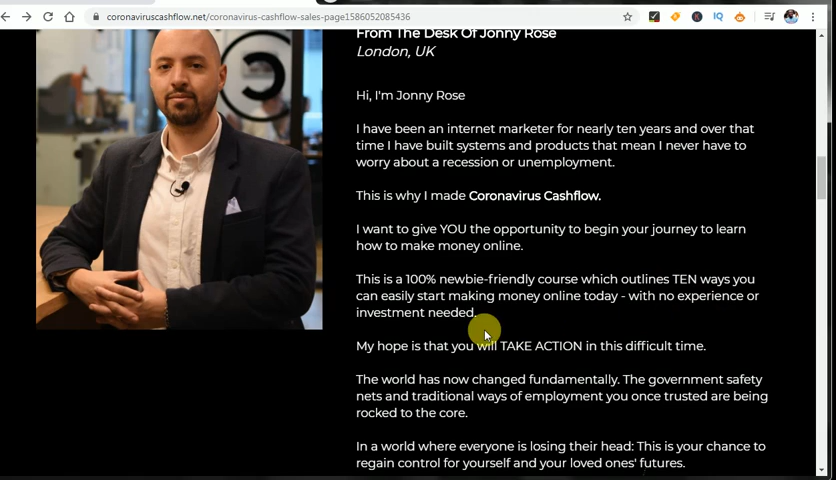 coronaviruscashflow.net/coronavirus-cashflow-sales-page1586052085436
IQ
From The Desk Of Jonny Rose
London, UK
Hi, I'm Jonny Rose
I have been an internet marketer for nearly ten years and over that
time I have built systems and products that mean I never have to
worry about a recession or unemployment.
This is why I made Coronavirus Cashflow.
I want to give YOU the opportunity to begin your journey to learn
how to make money online.
This is a 100% newbie-friendly course which outlines TEN ways you
can easily start making money online today - with no experience or
investment needed.
My hope is that you will TAKE ACTION in this difficult time.
The world has now changed fundamentally. The government safety
nets and traditional ways of employment you once trusted are being
rocked to the core.
In a world where everyone is losing their head: This is your chance to
regain control for yourself and your loved ones' futures.